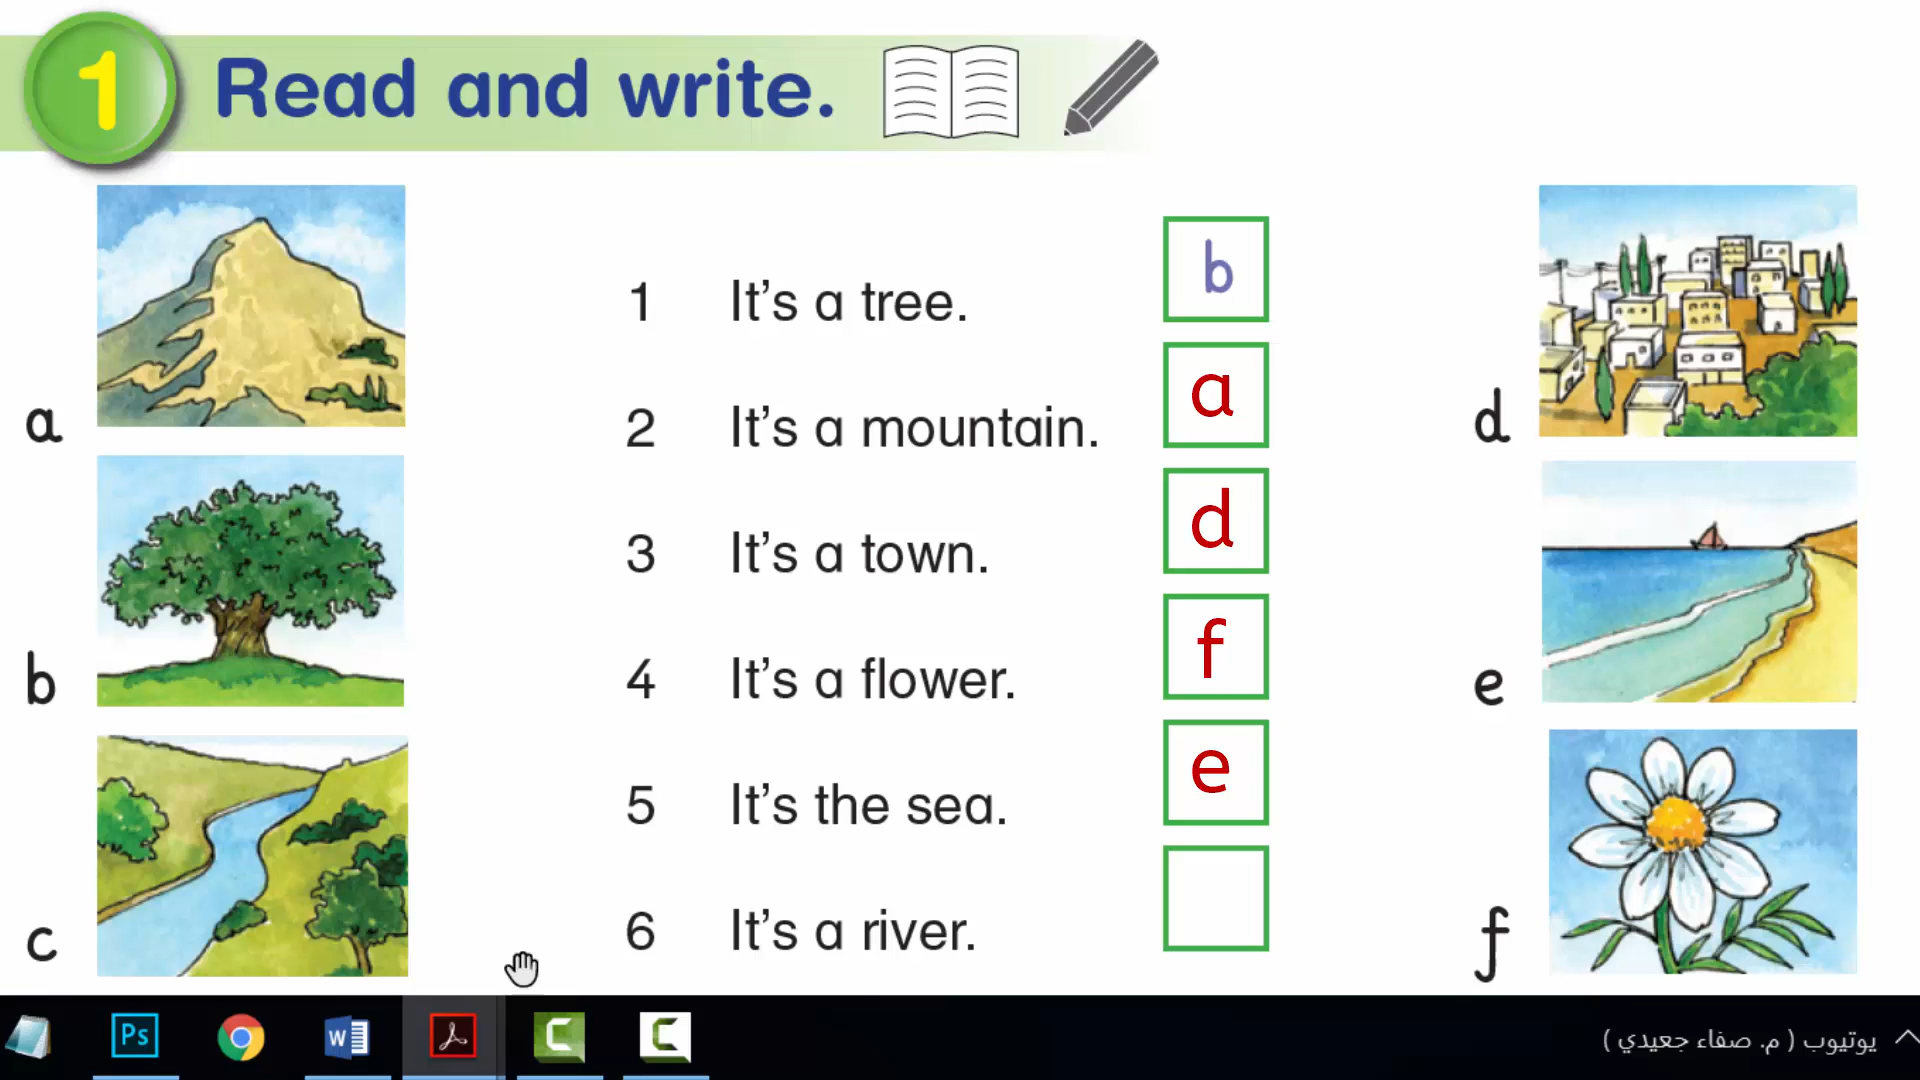 1 Read and write.
a
b
c
1 It's a tree. b
2 It's a mountain. a
3 It's a town. d
4 It's a flower. f
5 It's the sea. e
6 It's a river.
d
e
f
Ps
W
C
C
يوتيوب ( م. صفاء جعيدي )